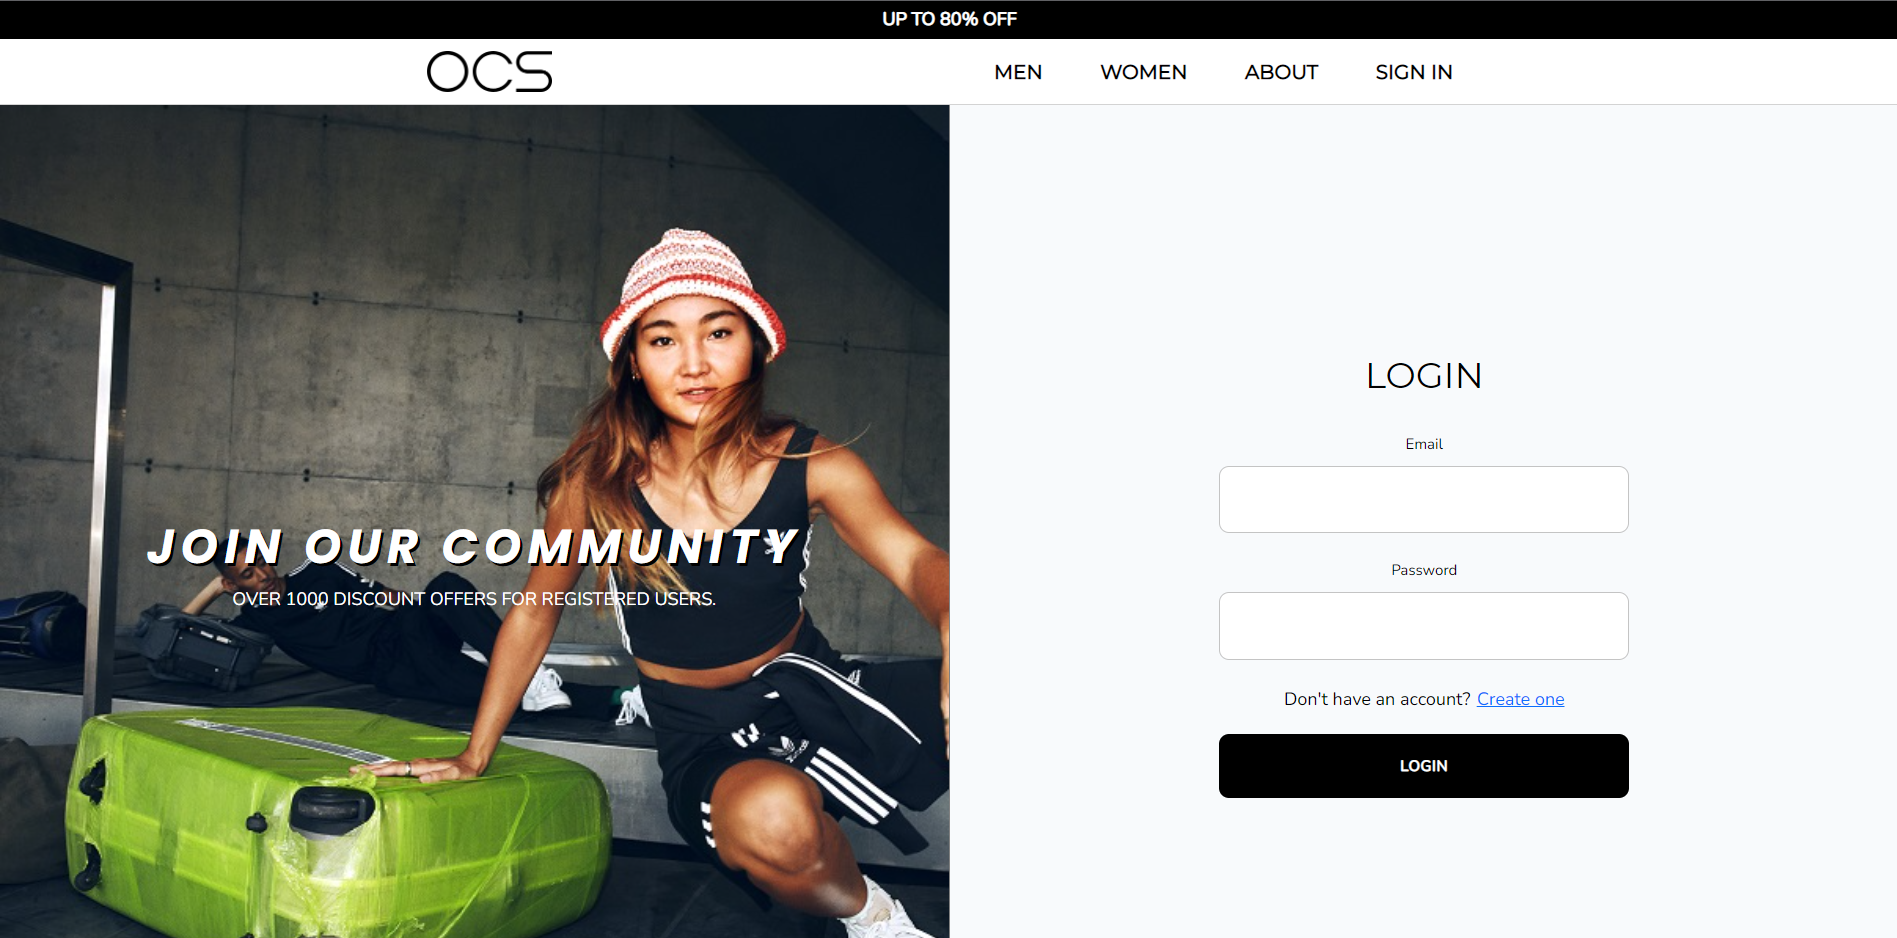 UP TO 80% OFF
OCS
MEN WOMEN ABOUT SIGN IN
JOIN OUR COMMUNITY
OVER 1000 DISCOUNT OFFERS FOR REGISTERED USERS.
LOGIN
Email
Password
Don't have an account? Create one
LOGIN